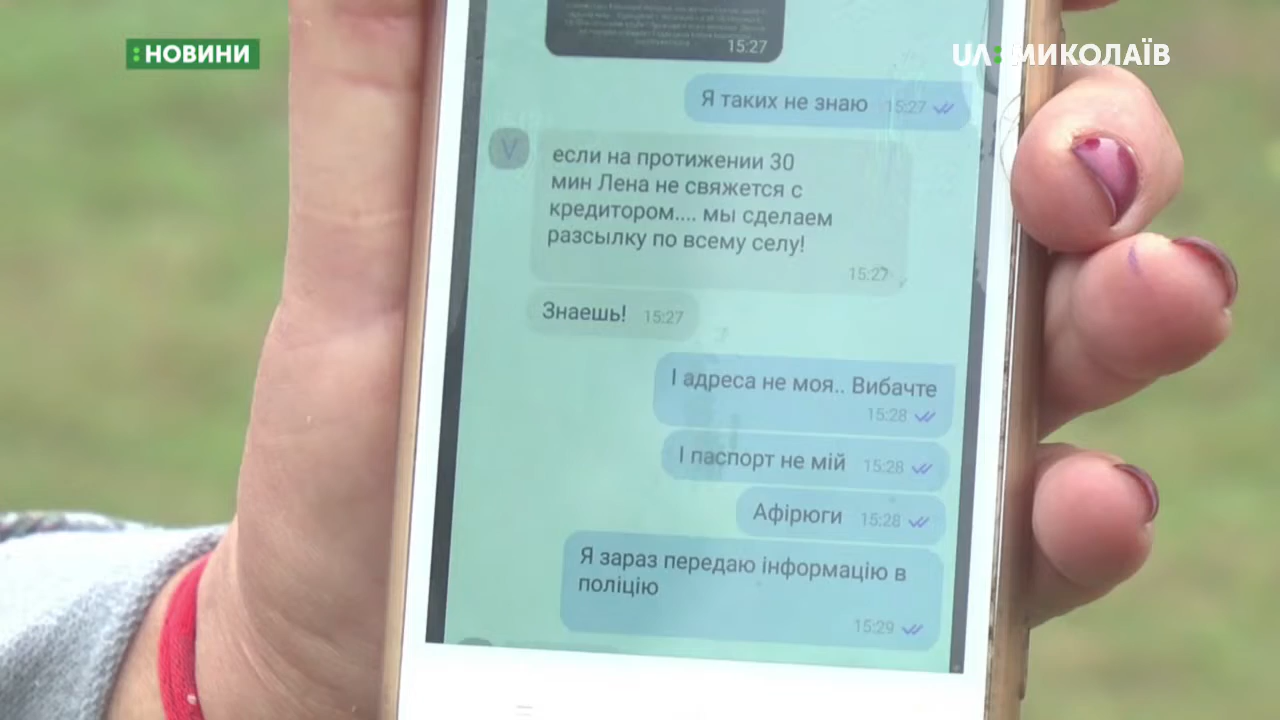 :НОВИНИ
UA:МИКОЛАЇВ
15:27
Я таких не знаю 15:27
V
если на протижении 30
мин Лена не свяжется с
кредитором.... мы сделаем
разсылку по всему селу!
15:27
Знаешь! 15:27
І адреса не моя.. Вибачте
15:28
І паспорт не мій 15:28
Афірюги 15:28
Я зараз передаю інформацію в
поліцію
15:29